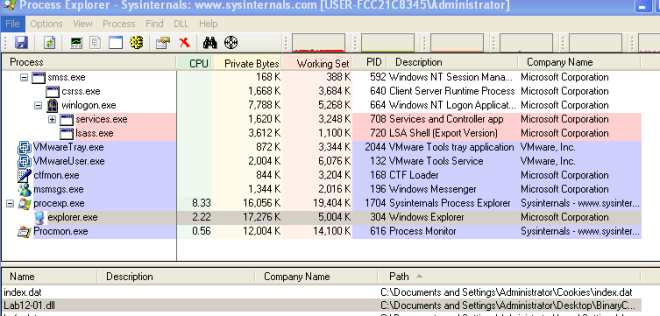 Process Explorer - Sysinternals: www.sysinternals.com [USER-FCC21C8345\Administrator]
File Options View Process Find DLL Help
Process CPU Private Bytes Working Set PID Description Company Name
smss.exe 168 K 388 K 592 Windows NT Session Mana... Microsoft Corporation
csrss.exe 1,668 K 3,684 K 640 Client Server Runtime Process Microsoft Corporation
winlogon.exe 7,788 K 5,268 K 664 Windows NT Logon Applicat... Microsoft Corporation
services.exe 1,620 K 3,248 K 708 Services and Controller app Microsoft Corporation
lsass.exe 3,612 K 1,100 K 720 LSA Shell (Export Version) Microsoft Corporation
VMwareTray.exe 872 K 3,344 K 2044 VMware Tools tray application VMware, Inc.
VMwareUser.exe 2,004 K 6,076 K 132 VMware Tools Service VMware, Inc.
ctfmon.exe 844 K 3,204 K 168 CTF Loader Microsoft Corporation
msmsgs.exe 1,344 K 2,016 K 196 Windows Messenger Microsoft Corporation
procexp.exe 8.33 16,056 K 19,404 K 1704 Sysinternals Process Explorer Sysinternals - www.sysinter...
explorer.exe 2.22 17,276 K 5,004 K 304 Windows Explorer Microsoft Corporation
Procmon.exe 0.56 12,004 K 14,100 K 616 Process Monitor Sysinternals - www.sysinter...
Name Description Company Name Path
index.dat C:\Documents and Settings\Administrator\Cookies\index.dat
Lab12-01.dll C:\Documents and Settings\Administrator\Desktop\BinaryC...